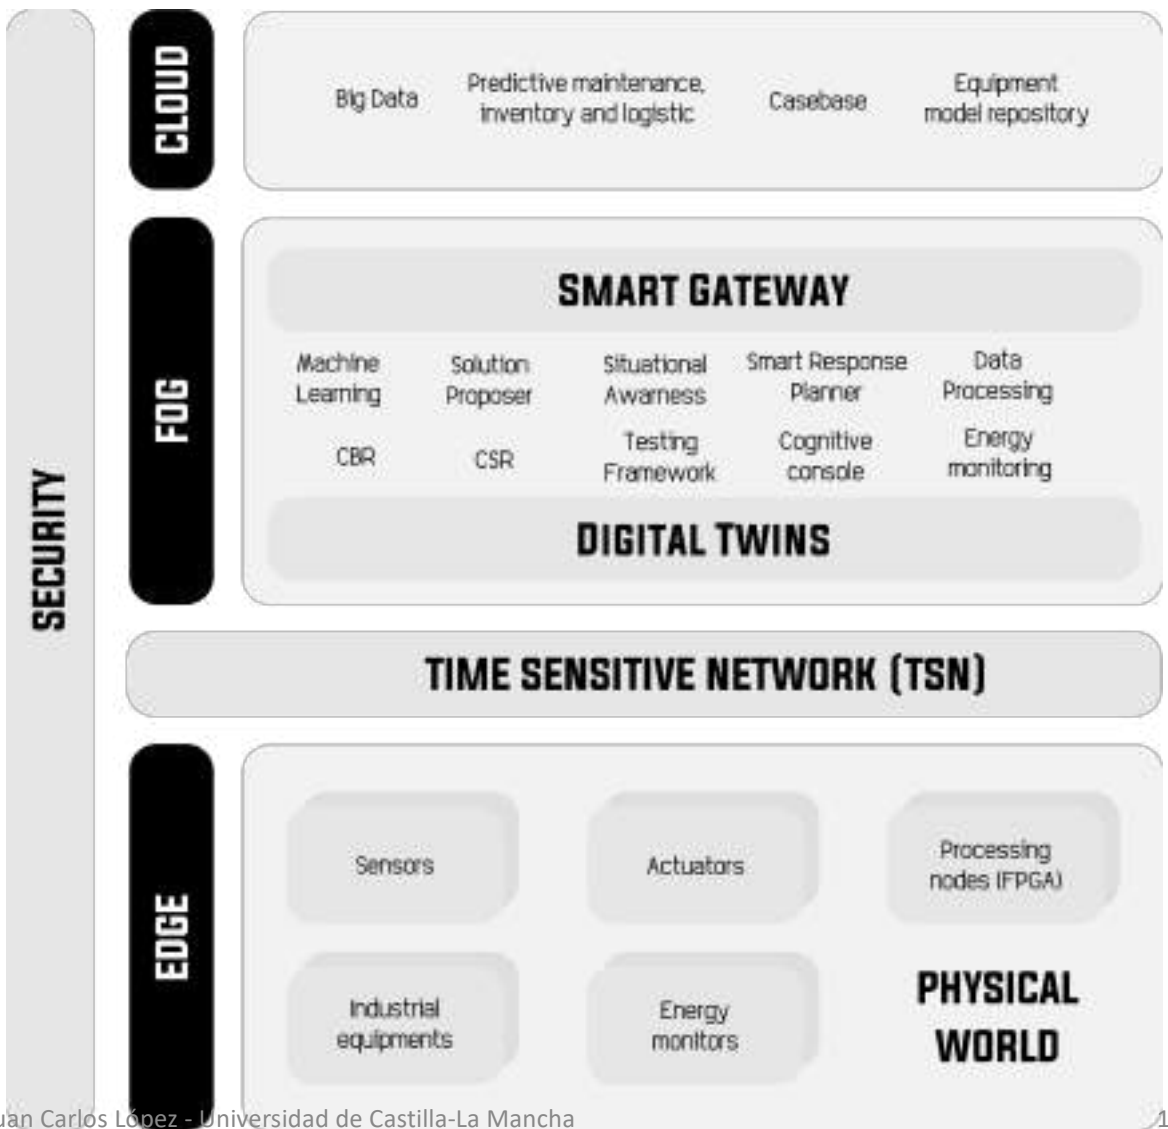 SECURITY
CLOUD
Big Data
Predictive maintenance,
inventory and logistic
Casebase
Equipment
model repository
FOG
SMART GATEWAY
Machine
Learning
Solution
Proposer
Situational
Awarness
Smart Response
Planner
Data
Processing
CBR
CSR
Testing
Framework
Cognitive
console
Energy
monitoring
DIGITAL TWINS
TIME SENSITIVE NETWORK (TSN)
EDGE
Sensors
Actuators
Processing
nodes (FPGA)
Industrial
equipments
Energy
monitors
PHYSICAL
WORLD
uan Carlos López - Universidad de Castilla-La Mancha
1